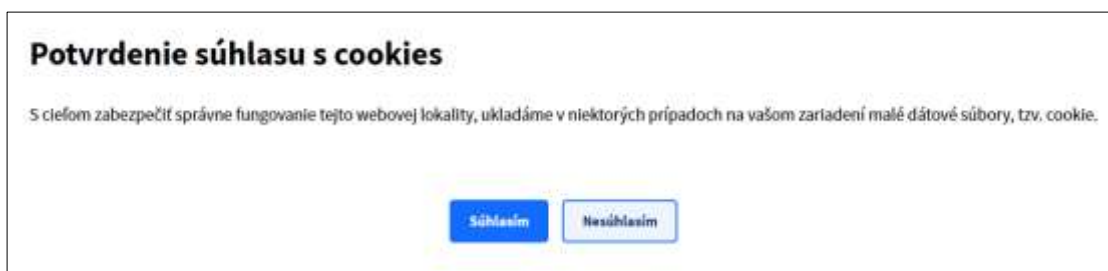 Potvrdenie súhlasu s cookies
S cieľom zabezpečiť správne fungovanie tejto webovej lokality, ukladáme v niektorých prípadoch na vašom zariadení malé dátové súbory, tzv. cookie.
Súhlasím
Nesúhlasím